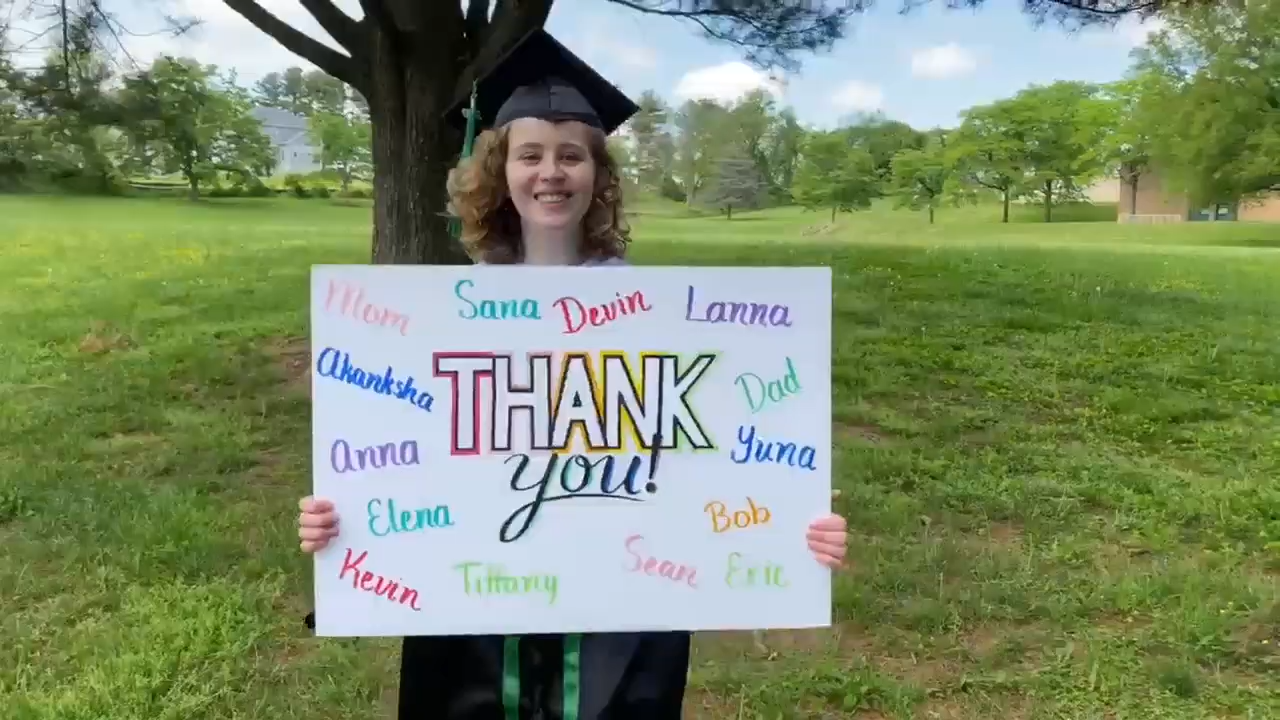 Mom Sana Devin Lanna
Akanksha THANK Dad
Anna you! Yuna
Elena Bob
Kevin Tiffany Sean Eric